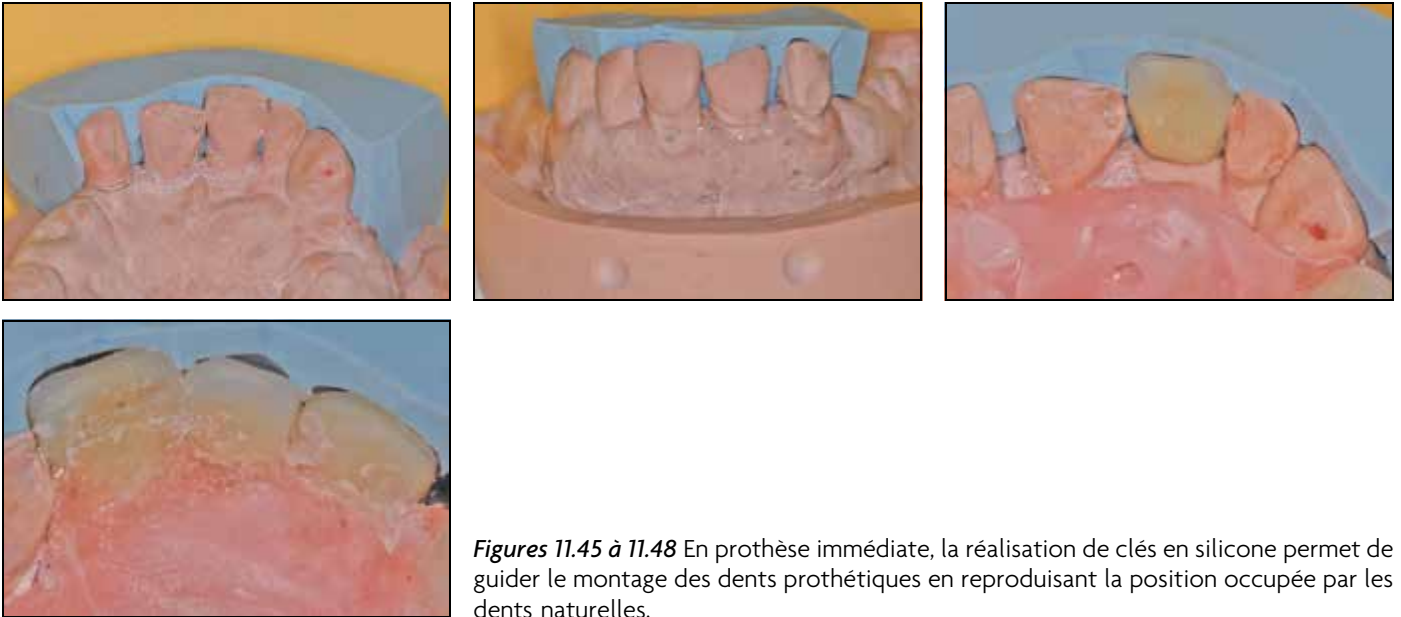 Figures 11.45 à 11.48 En prothèse immédiate, la réalisation de clés en silicone permet de
guider le montage des dents prothétiques en reproduisant la position occupée par les
dents naturelles.